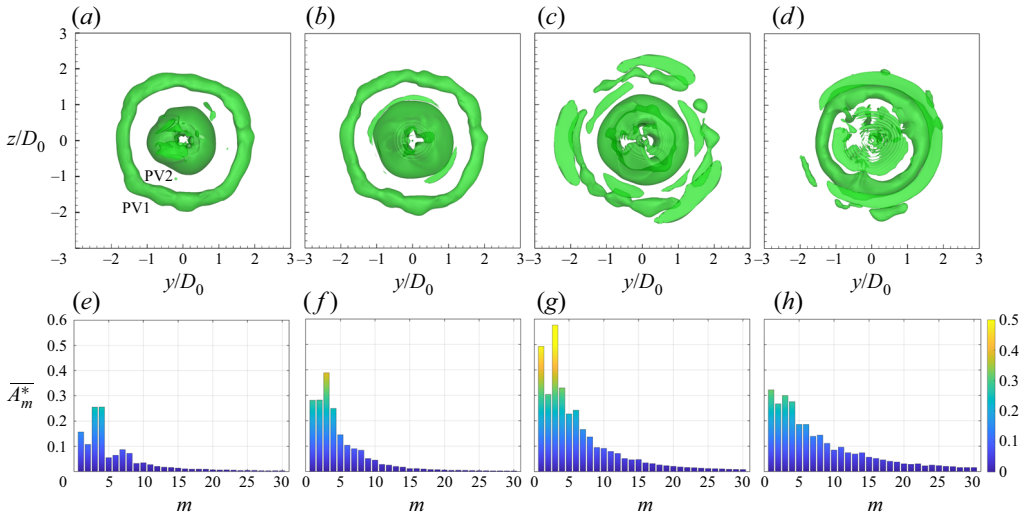 (a) (b) (c) (d)
3
2
1
z/D0 0
–1
–2
–3
PV2
PV1
–3 –2 –1 0 1 2 3 –2 –1 0 1 2 3 –2 –1 0 1 2 3 –2 –1 0 1 2 3
y/D0 y/D0 y/D0 y/D0
(e) (f) (g) (h)
0.6
0.5
0.4
A*m 0.3
0.2
0.1
0 5 10 15 20 25 30 0 5 10 15 20 25 30 0 5 10 15 20 25 30 0 5 10 15 20 25 30
m m m m
0.5
0.4
0.3
0.2
0.1
0